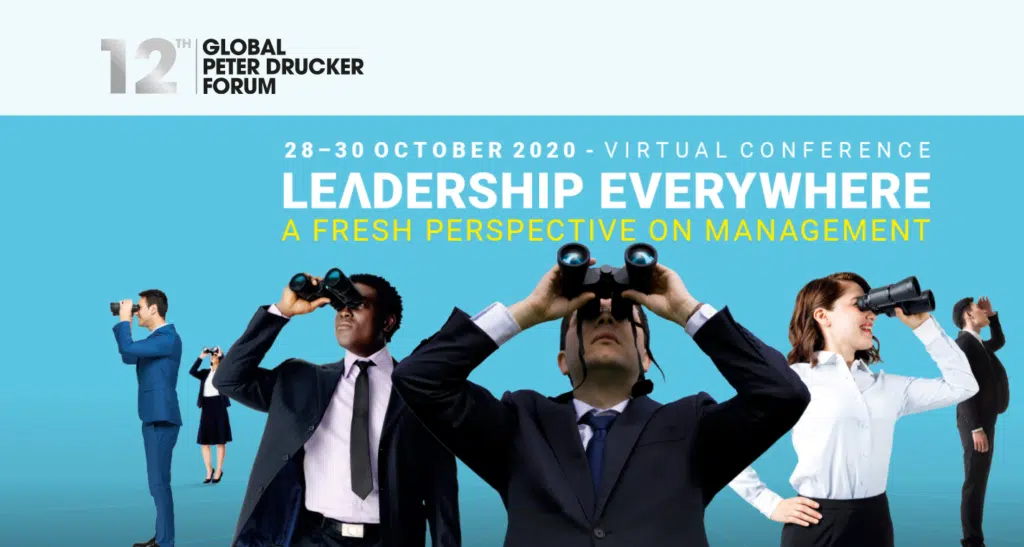 12TH
GLOBAL
PETER DRUCKER
FORUM
28–30 OCTOBER 2020 - VIRTUAL CONFERENCE
LEADERSHIP EVERYWHERE
A FRESH PERSPECTIVE ON MANAGEMENT